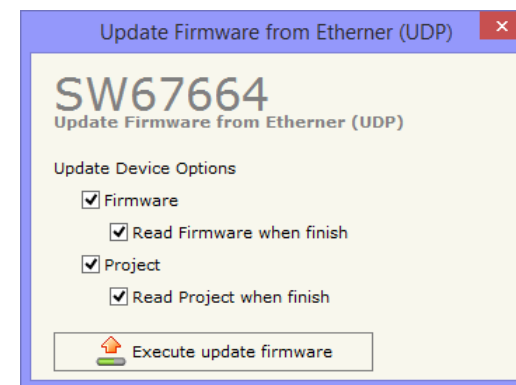 Update Firmware from Etherner (UDP)
SW67664
Update Firmware from Etherner (UDP)
Update Device Options
Firmware
Read Firmware when finish
Project
Read Project when finish
Execute update firmware